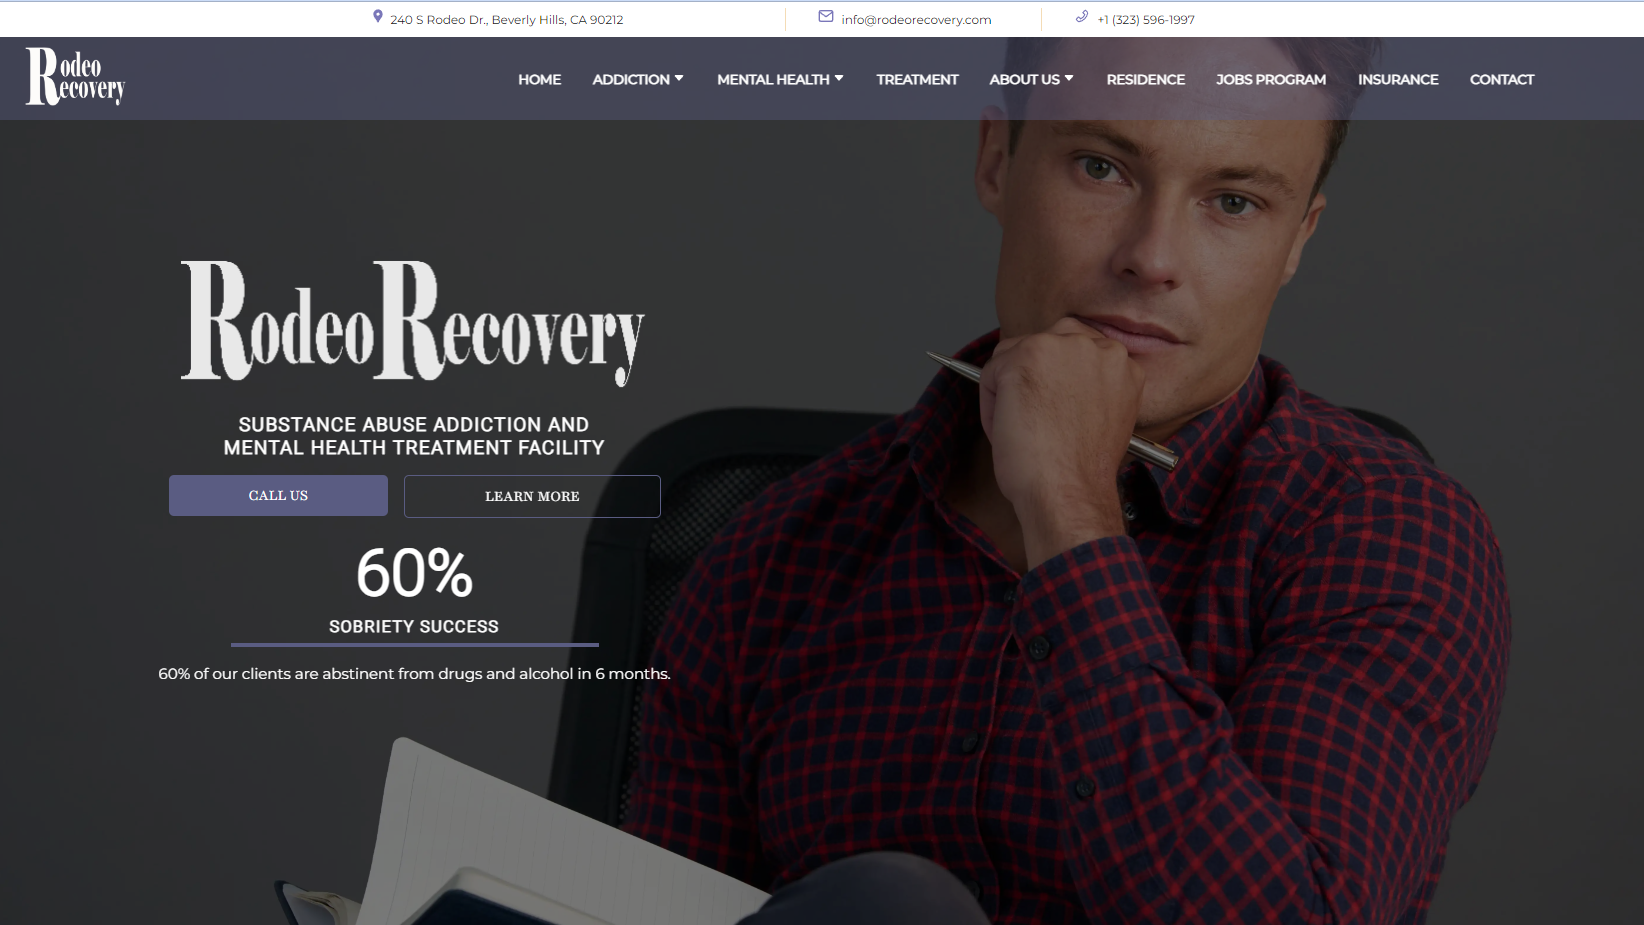 240 S Rodeo Dr., Beverly Hills, CA 90212
info@rodeorecovery.com
+1 (323) 596-1997
Rodeo
Recovery
HOME
ADDICTION
MENTAL HEALTH
TREATMENT
ABOUT US
RESIDENCE
JOBS PROGRAM
INSURANCE
CONTACT
RodeoRecovery
SUBSTANCE ABUSE ADDICTION AND
MENTAL HEALTH TREATMENT FACILITY
CALL US
LEARN MORE
60%
SOBRIETY SUCCESS
60% of our clients are abstinent from drugs and alcohol in 6 months.